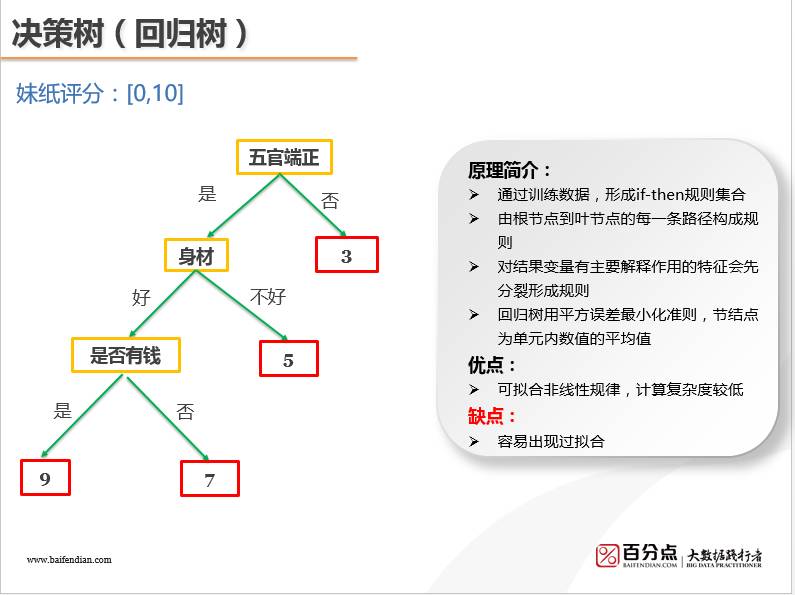 决策树（回归树）
妹纸评分：[0,10]
五官端正
是
否
身材
3
好
不好
是否有钱
5
是
否
9
7
原理简介：
通过训练数据，形成if-then规则集合
由根节点到叶节点的每一条路径构成规
则
对结果变量有主要解释作用的特征会先
分裂形成规则
回归树用平方误差最小化准则，节结点
为单元内数值的平均值
优点：
可拟合非线性规律，计算复杂度较低
缺点：
容易出现过拟合
www.baifendian.com
百分点
BAIFENDIAN.COM
大数据践行者
BIG DATA PRACTITIONER